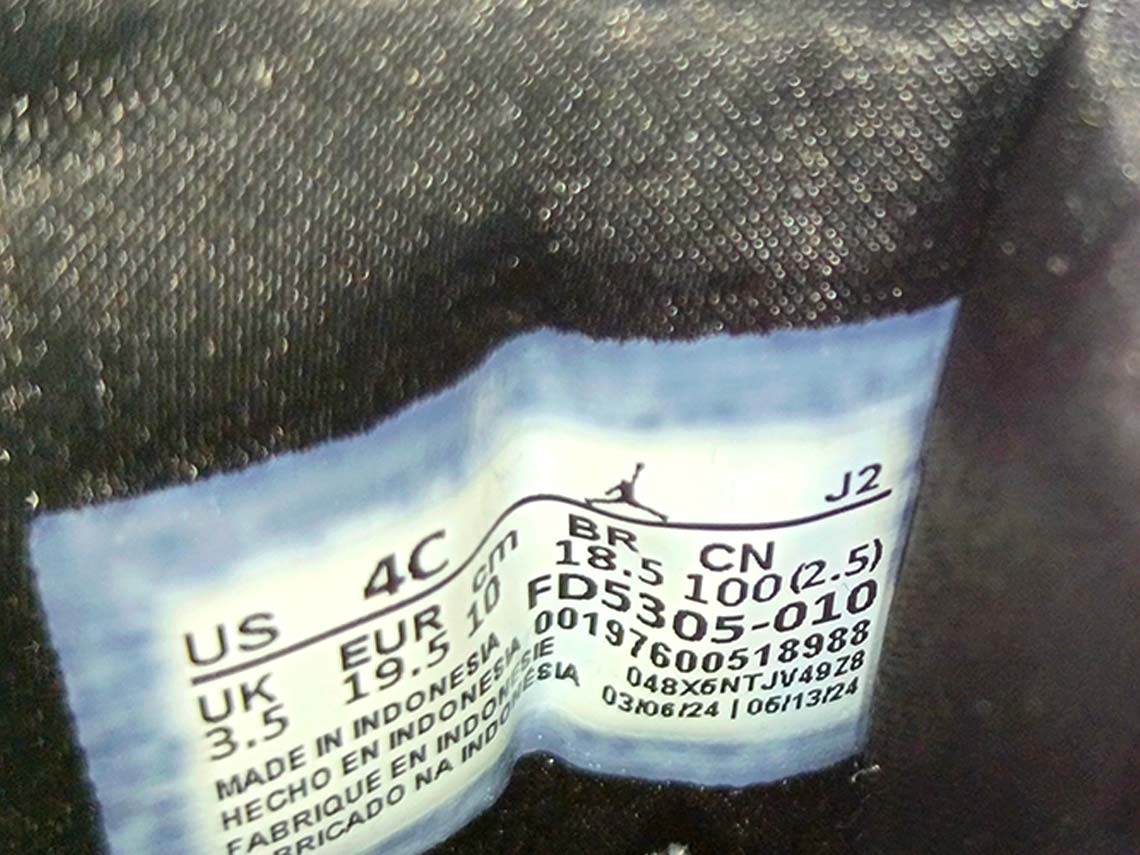 US 4C
UK EUR cm
3.5 19.5 10
MADE IN INDONESIA
HECHO EN INDONESIA
FABRIQUE EN INDONESIE
BRICADO NA INDONESIA
J2
BR CN
18.5 100(2.5)
FD5305-010
00197600518988
048X6NTJV49Z8
03/06/24 | 06/13/24